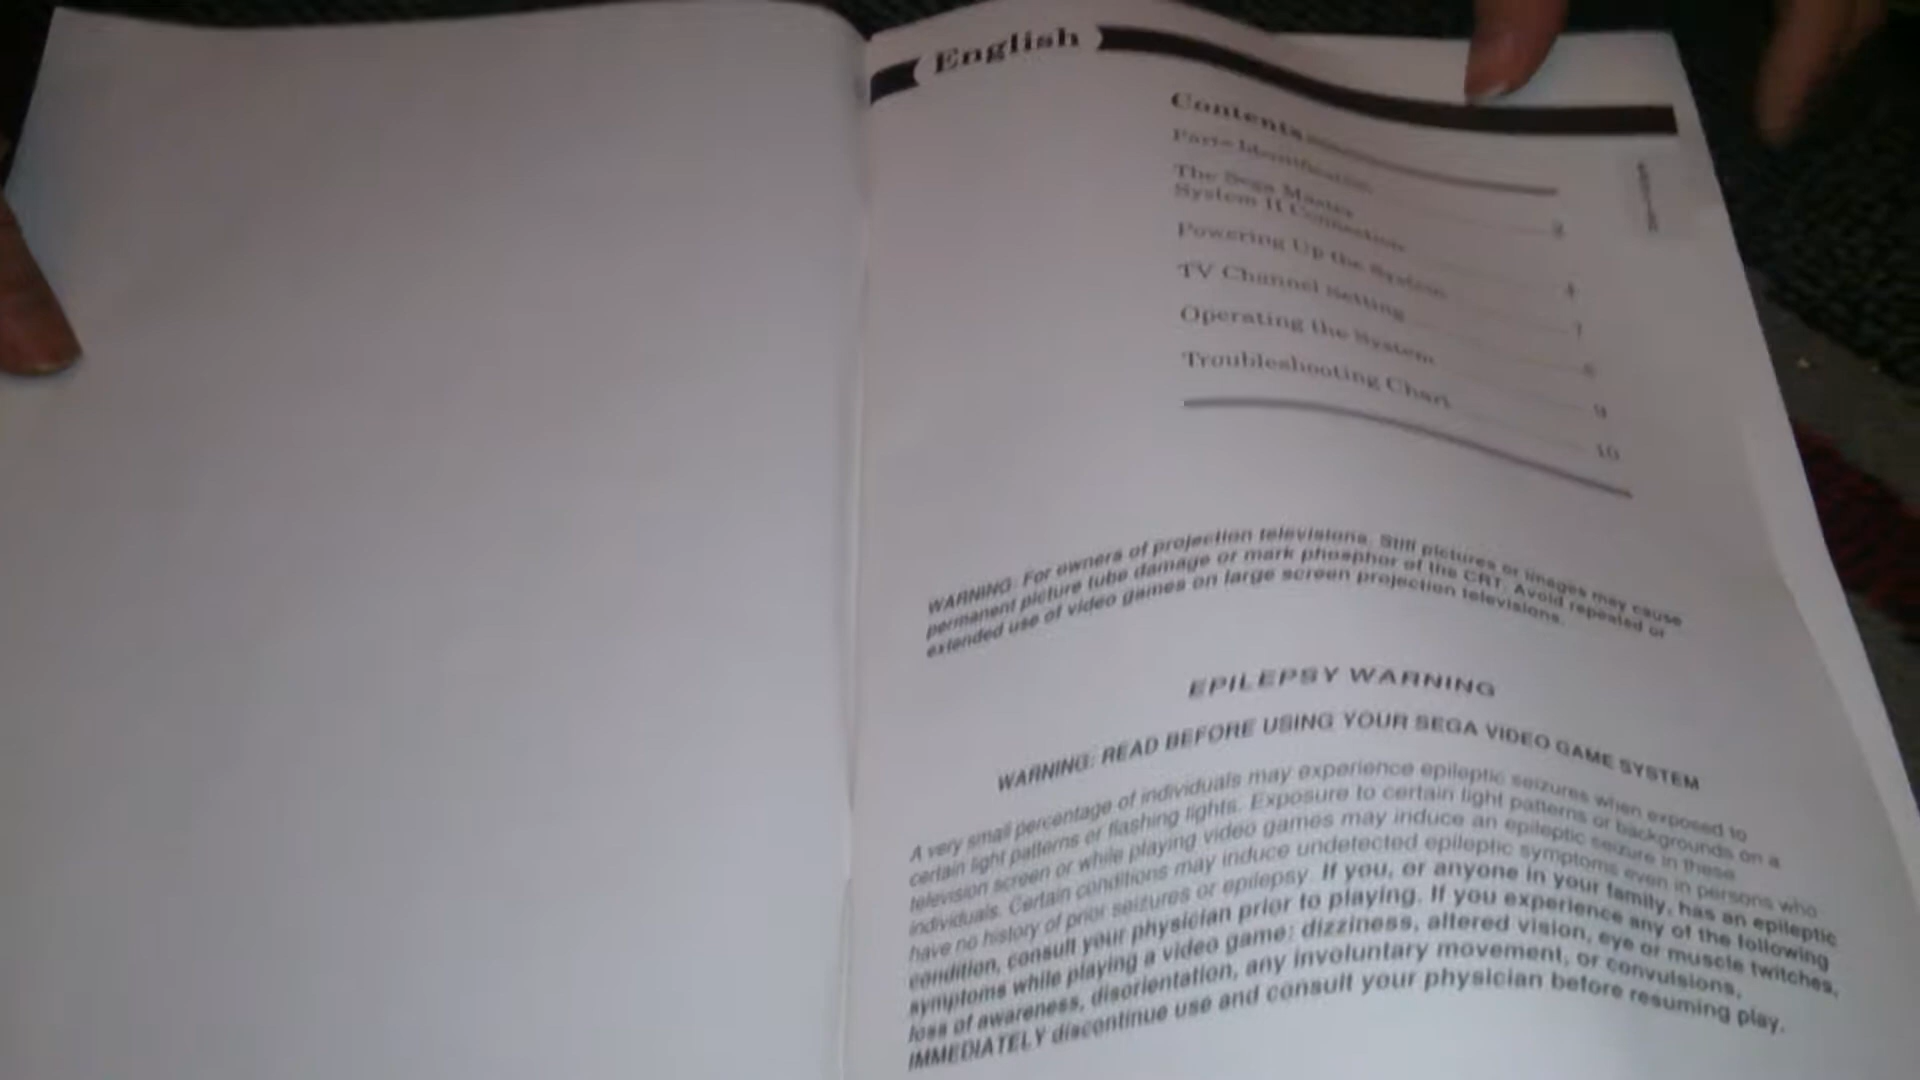 English
Contents
Parts Identification 2
The Sega Master
System II Connection 4
Powering Up the System 7
TV Channel Setting 8
Operating the System 9
Troubleshooting Chart 10
WARNING: For owners of projection televisions. Still pictures or images may cause
permanent picture tube damage or mark phosphor of the CRT. Avoid repeated or
extended use of video games on large screen projection televisions.
EPILEPSY WARNING
WARNING: READ BEFORE USING YOUR SEGA VIDEO GAME SYSTEM
A very small percentage of individuals may experience epileptic seizures when exposed to
certain light patterns or flashing lights. Exposure to certain light patterns or backgrounds on a
television screen or while playing video games may induce an epileptic seizure in these
individuals. Certain conditions may induce undetected epileptic symptoms even in persons who
have no history of prior seizures or epilepsy. If you, or anyone in your family, has an epileptic
condition, consult your physician prior to playing. If you experience any of the following
symptoms while playing a video game: dizziness, altered vision, eye or muscle twitches,
loss of awareness, disorientation, any involuntary movement, or convulsions,
IMMEDIATELY discontinue use and consult your physician before resuming play.